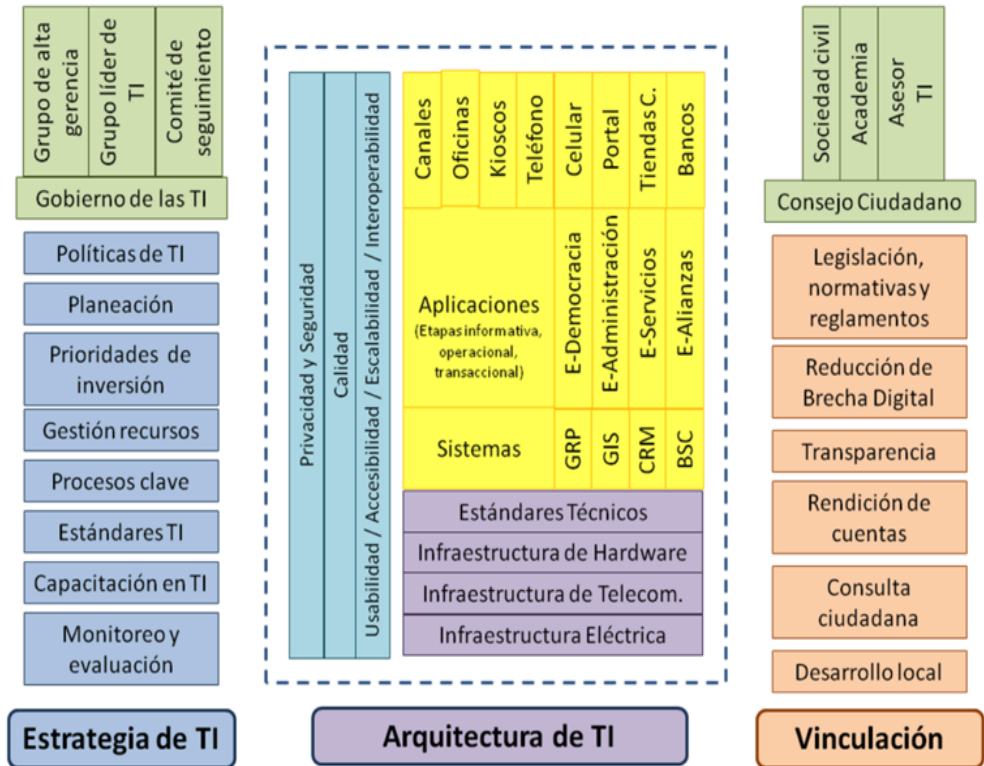 Grupo de alta
gerencia
Grupo líder de
TI
Comité de
seguimiento
Gobierno de las TI
Políticas de TI
Planeación
Prioridades de
inversión
Gestión recursos
Procesos clave
Estándares TI
Capacitación en TI
Monitoreo y
evaluación
Estrategia de TI
Privacidad y Seguridad
Calidad
Usabilidad / Accesibilidad / Escalabilidad / Interoperabilidad
Canales
Oficinas
Kioscos
Teléfono
Celular
Portal
Tiendas C.
Bancos
Aplicaciones
(Etapas informativa,
operacional,
transaccional)
E-Democracia
E-Administración
E-Servicios
E-Alianzas
Sistemas
GRP
GIS
CRM
BSC
Estándares Técnicos
Infraestructura de Hardware
Infraestructura de Telecom.
Infraestructura Eléctrica
Arquitectura de TI
Sociedad civil
Academia
Asesor
TI
Consejo Ciudadano
Legislación,
normativas y
reglamentos
Reducción de
Brecha Digital
Transparencia
Rendición de
cuentas
Consulta
ciudadana
Desarrollo local
Vinculación